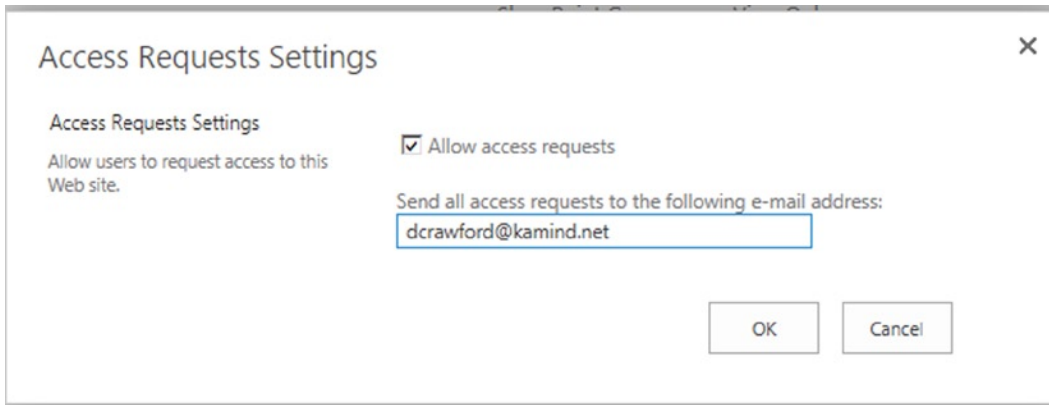 Access Requests Settings
Access Requests Settings
Allow users to request access to this
Web site.
Allow access requests
Send all access requests to the following e-mail address:
dcrawford@kamind.net
OK
Cancel